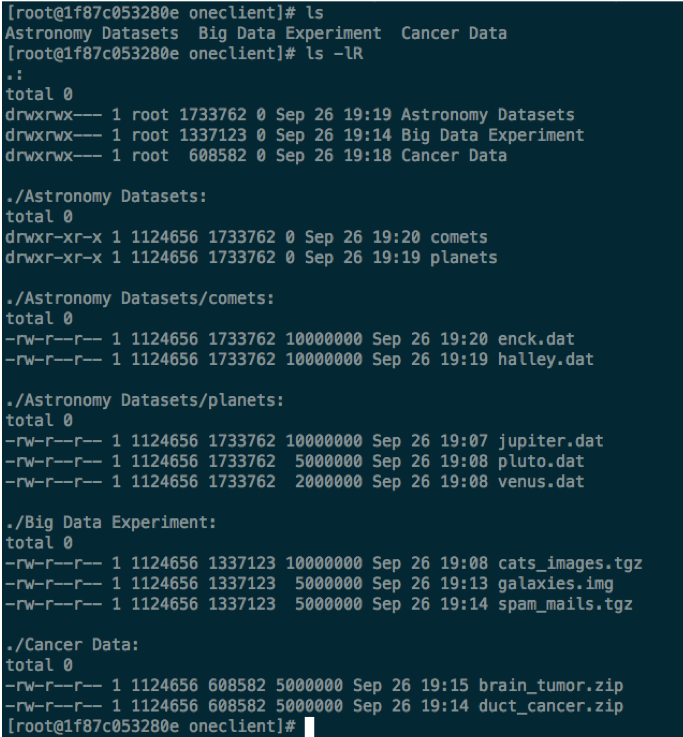 [root@1f87c053280e oneclient]# ls
Astronomy Datasets  Big Data Experiment  Cancer Data
[root@1f87c053280e oneclient]# ls -lR
.:
total 0
drwxrwx--- 1 root 1733762 0 Sep 26 19:19 Astronomy Datasets
drwxrwx--- 1 root 1337123 0 Sep 26 19:14 Big Data Experiment
drwxrwx--- 1 root  608582 0 Sep 26 19:18 Cancer Data

./Astronomy Datasets:
total 0
drwxr-xr-x 1 1124656 1733762 0 Sep 26 19:20 comets
drwxr-xr-x 1 1124656 1733762 0 Sep 26 19:19 planets

./Astronomy Datasets/comets:
total 0
-rw-r--r-- 1 1124656 1733762 10000000 Sep 26 19:20 enck.dat
-rw-r--r-- 1 1124656 1733762 10000000 Sep 26 19:19 halley.dat

./Astronomy Datasets/planets:
total 0
-rw-r--r-- 1 1124656 1733762 10000000 Sep 26 19:07 jupiter.dat
-rw-r--r-- 1 1124656 1733762  5000000 Sep 26 19:08 pluto.dat
-rw-r--r-- 1 1124656 1733762  2000000 Sep 26 19:08 venus.dat

./Big Data Experiment:
total 0
-rw-r--r-- 1 1124656 1337123 10000000 Sep 26 19:08 cats_images.tgz
-rw-r--r-- 1 1124656 1337123  5000000 Sep 26 19:13 galaxies.img
-rw-r--r-- 1 1124656 1337123  5000000 Sep 26 19:14 spam_mails.tgz

./Cancer Data:
total 0
-rw-r--r-- 1 1124656 608582 5000000 Sep 26 19:15 brain_tumor.zip
-rw-r--r-- 1 1124656 608582 5000000 Sep 26 19:14 duct_cancer.zip
[root@1f87c053280e oneclient]#